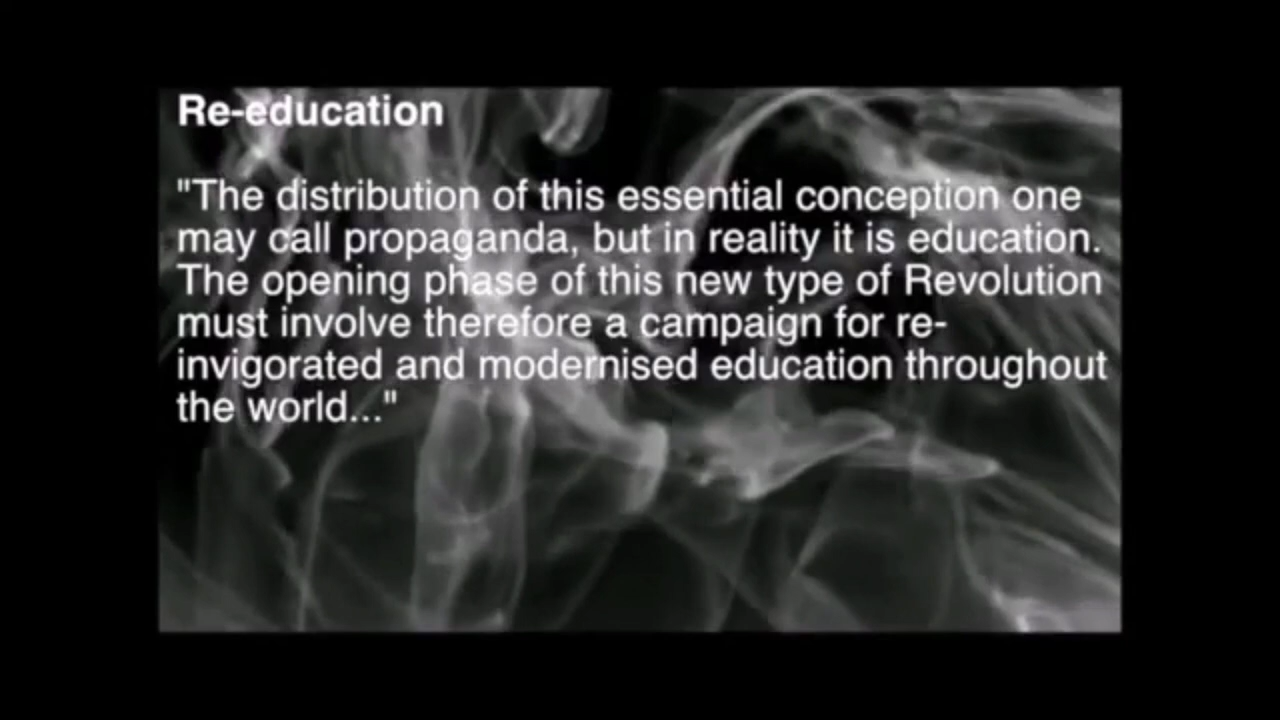 Re-education
"The distribution of this essential conception one
may call propaganda, but in reality it is education.
The opening phase of this new type of Revolution
must involve therefore a campaign for re-
invigorated and modernised education throughout
the world..."